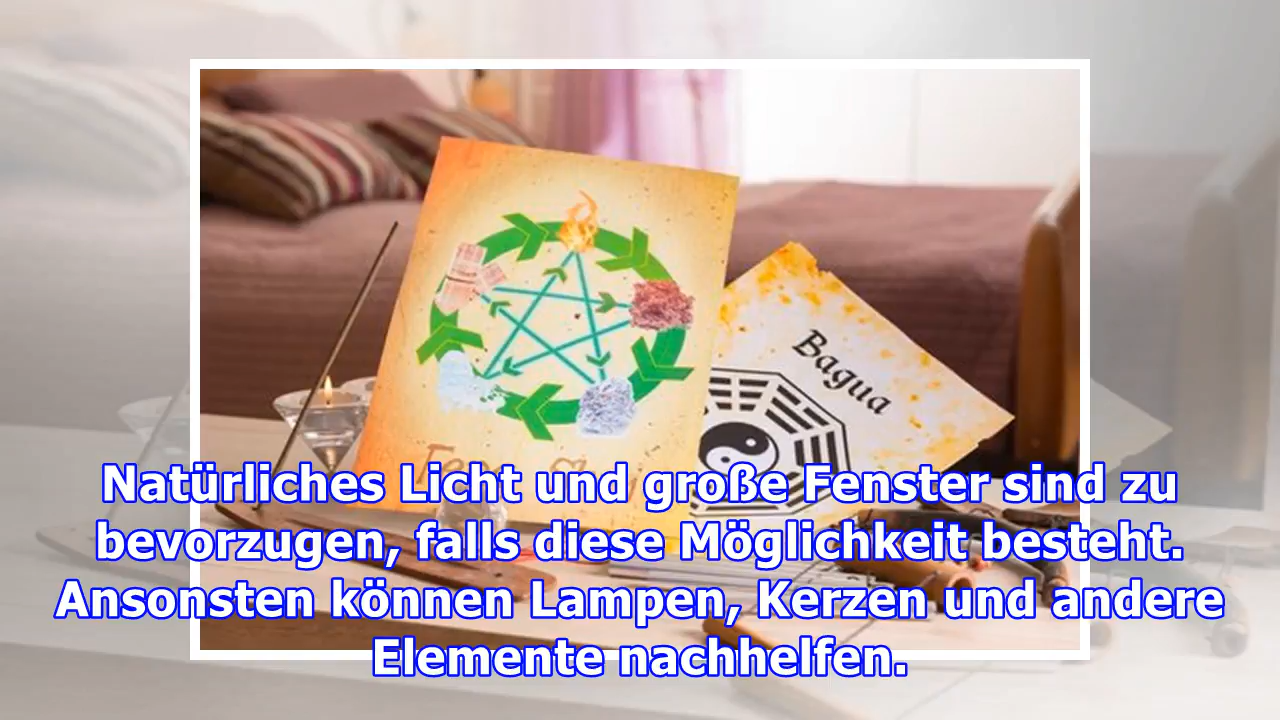 Bagua
Natürliches Licht und große Fenster sind zu
bevorzugen, falls diese Möglichkeit besteht.
Ansonsten können Lampen, Kerzen und andere
Elemente nachhelfen.